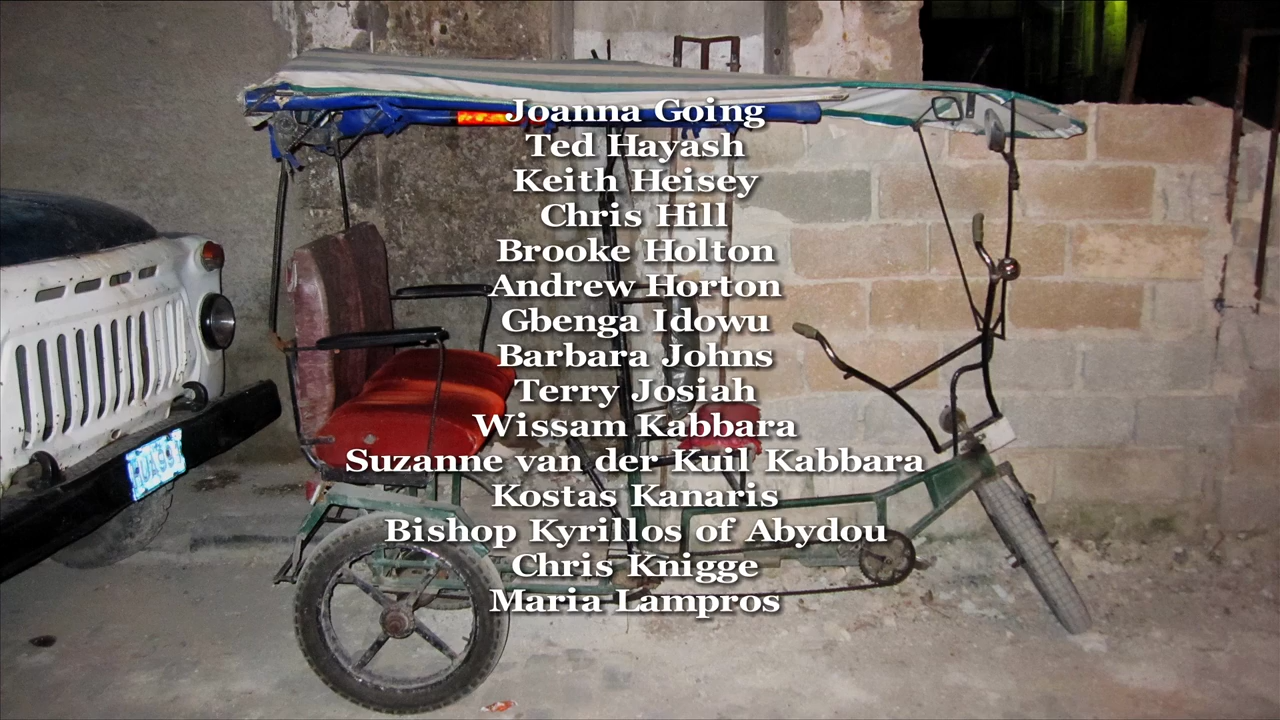 Joanna Going
Ted Hayash
Keith Heisey
Chris Hill
Brooke Holton
Andrew Horton
Gbenga Idowu
Barbara Johns
Terry Josiah
Wissam Kabbara
Suzanne van der Kuil Kabbara
Kostas Kanaris
Bishop Kyrillos of Abydou
Chris Knigge
Maria Lampros